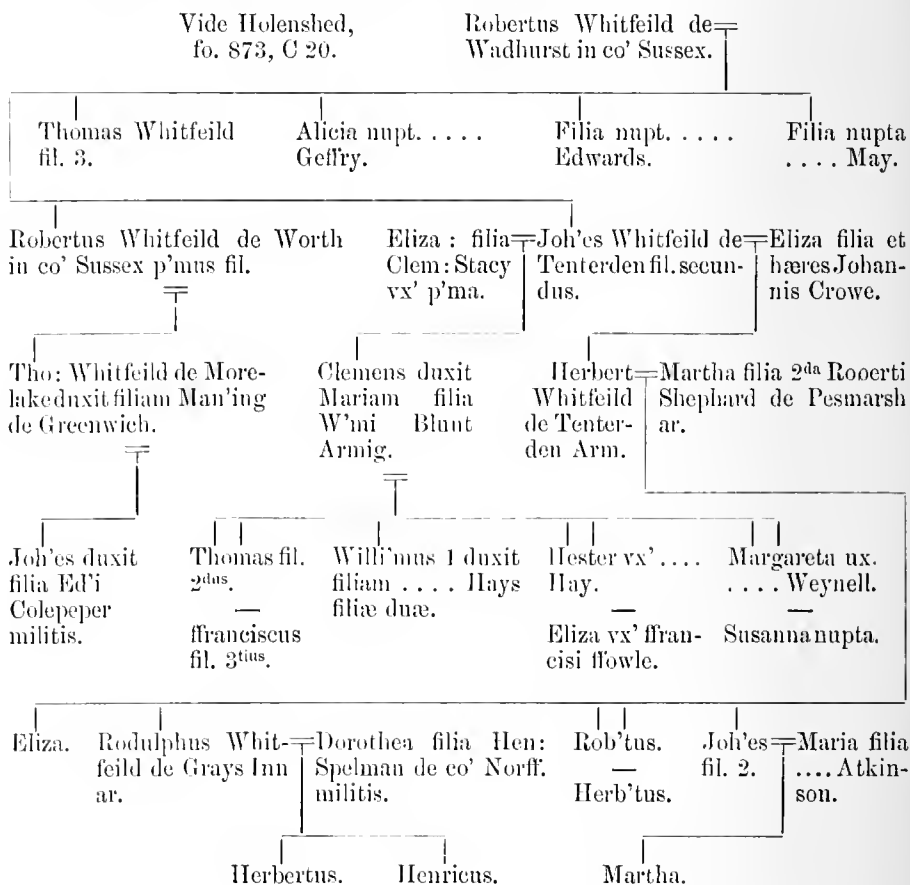 Vide Holenshed,
fo. 873, C 20.
Robertus Whitfeild de
Wadhurst in co' Sussex.
Thomas Whitfeild
fil. 3.
Alicia nupt. . . . .
Geffry.
Filia nupt. . . . .
Edwards.
Filia nupta
. . . . May.
Robertus Whitfeild de Worth
in co' Sussex p'mus fil.
Eliza : filia
Clem: Stacy
vx' p'ma.
Joh'es Whitfeild de
Tenterden fil. secun-
dus.
Eliza filia et
hæres Johan-
nis Crowe.
Tho: Whitfeild de More-
lake duxit filiam Man'ing
de Greenwich.
Clemens duxit
Mariam filia
W'mi Blunt
Armig.
Herbert
Whitfeild
de Tenter-
den Arm.
Martha filia 2da Roberti
Shephard de Pesmarsh
ar.
Joh'es duxit
filia Ed'i
Colepeper
militis.
Thomas fil.
2dus.
—
ffranciscus
fil. 3tius.
Willi'mus 1 duxit
filiam . . . . Hays
filiæ duæ.
Hester vx' . . . .
Hay.
—
Eliza vx' ffran-
cisi ffowle.
Margareta ux.
. . . . Weynell.
—
Susanna nupta.
Eliza.
Rodulphus Whit-
feild de Grays Inn
ar.
Dorothea filia Hen:
Spelman de co' Norff.
militis.
Rob'tus.
—
Herb'tus.
Joh'es
fil. 2.
Maria filia
. . . . Atkin-
son.
Herbertus.
Henricus.
Martha.